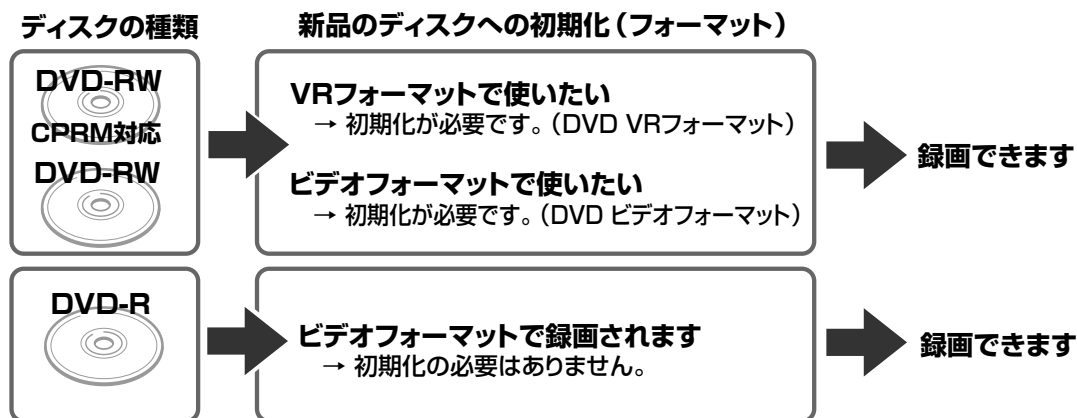 ディスクの種類
新品のディスクへの初期化（フォーマット）
DVD-RW
CPRM対応
DVD-RW
VRフォーマットで使いたい
→ 初期化が必要です。（DVD VRフォーマット）
ビデオフォーマットで使いたい
→ 初期化が必要です。（DVD ビデオフォーマット）
録画できます
DVD-R
ビデオフォーマットで録画されます
→ 初期化の必要はありません。
録画できます